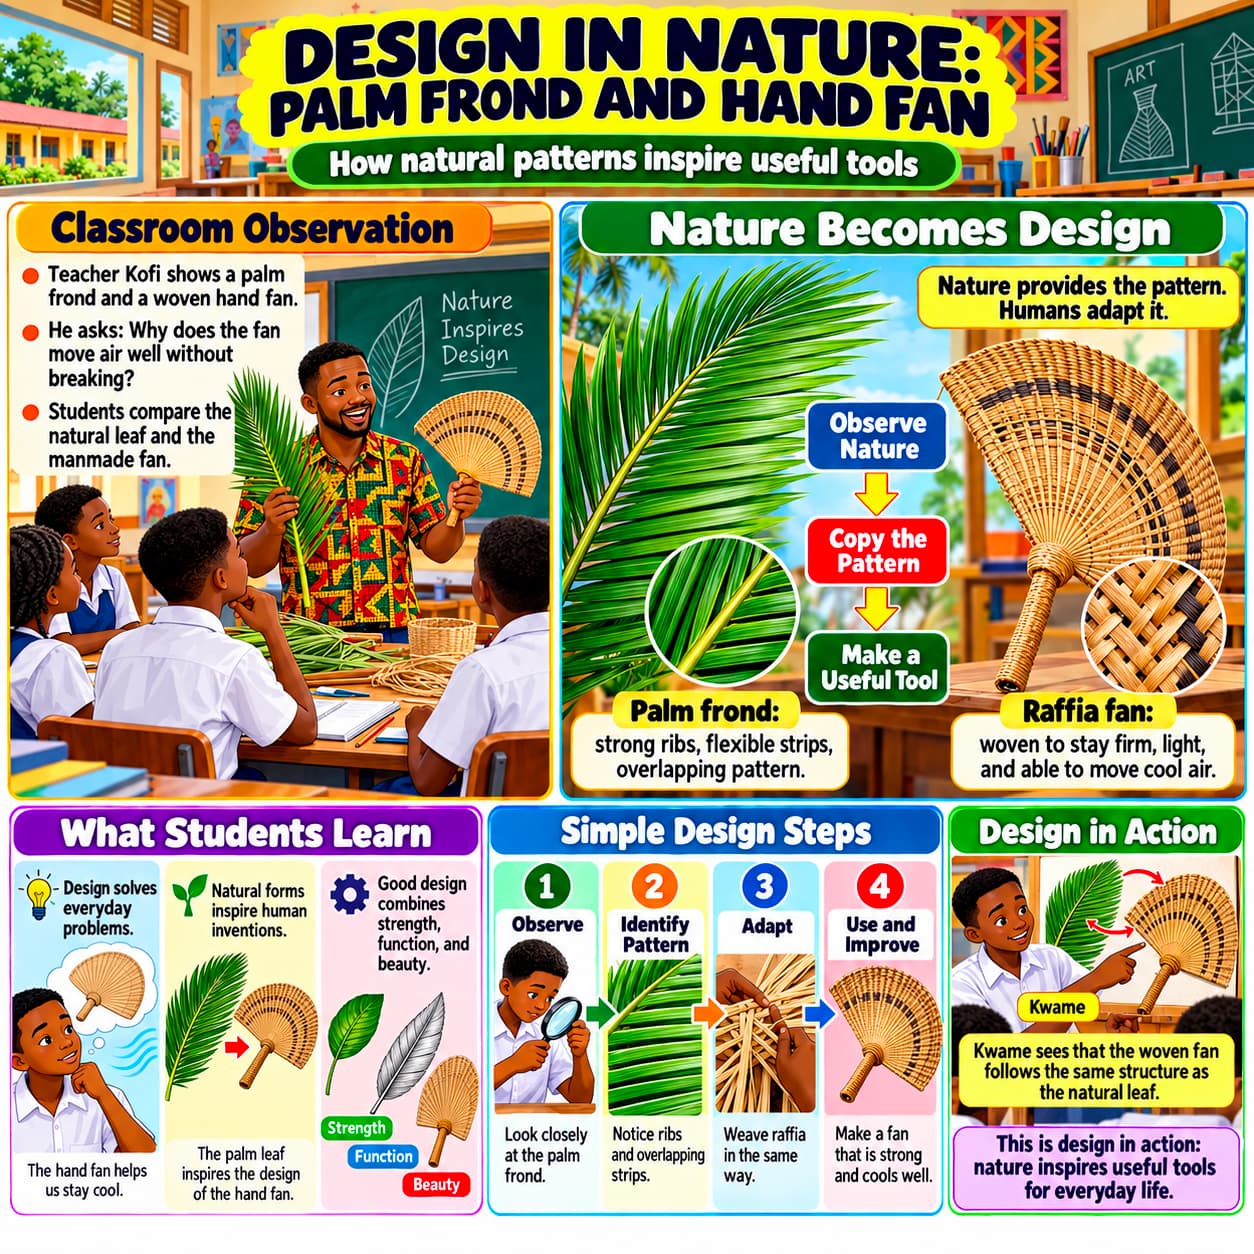 DESIGN IN NATURE:
PALM FROND AND HAND FAN
How natural patterns inspire useful tools
ART
Classroom Observation
Teacher Kofi shows a palm
frond and a woven hand fan.
He asks: Why does the fan
move air well without
breaking?
Students compare the
natural leaf and the
manmade fan.
Nature
Inspires
Design
Nature Becomes Design
Nature provides the pattern.
Humans adapt it.
Observe
Nature
Copy the
Pattern
Make a
Useful Tool
Palm frond:
strong ribs, flexible strips,
overlapping pattern.
Raffia fan:
woven to stay firm, light,
and able to move cool air.
What Students Learn
Design solves
everyday
problems.
The hand fan helps
us stay cool.
Natural forms
inspire human
inventions.
The palm leaf
inspires the design
of the hand fan.
Good design
combines
strength,
function, and
beauty.
Strength
Function
Beauty
Simple Design Steps
1
Observe
Look closely
at the palm
frond.
2
Identify
Pattern
Notice ribs
and overlapping
strips.
3
Adapt
Weave raffia
in the same
way.
4
Use and
Improve
Make a fan
that is strong
and cools well.
Design in Action
Kwame
Kwame sees that the woven fan
follows the same structure as
the natural leaf.
This is design in action:
nature inspires useful tools
for everyday life.